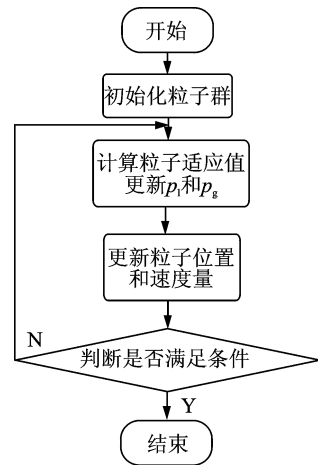 开始
初始化粒子群
计算粒子适应值
更新pl和pg
更新粒子位置
和速度量
N
判断是否满足条件
Y
结束